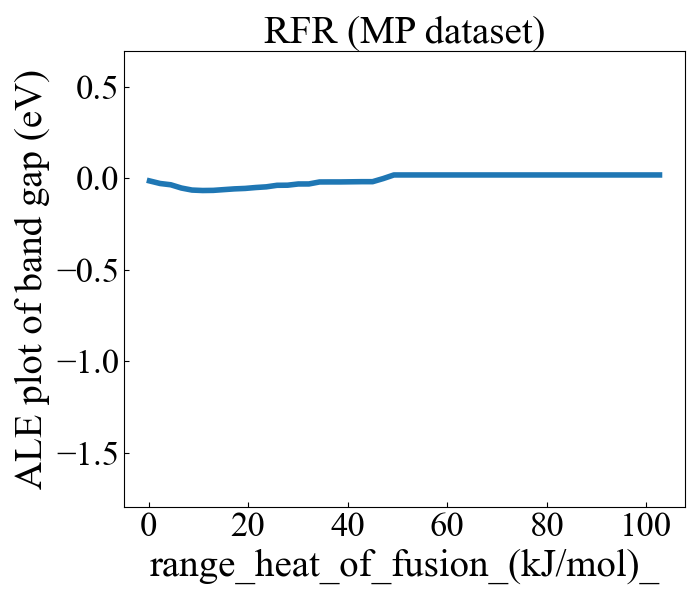 RFR (MP dataset)
ALE plot of band gap (eV)
0.5
0.0
−0.5
−1.0
−1.5
0 20 40 60 80 100
range_heat_of_fusion_(kJ/mol)_